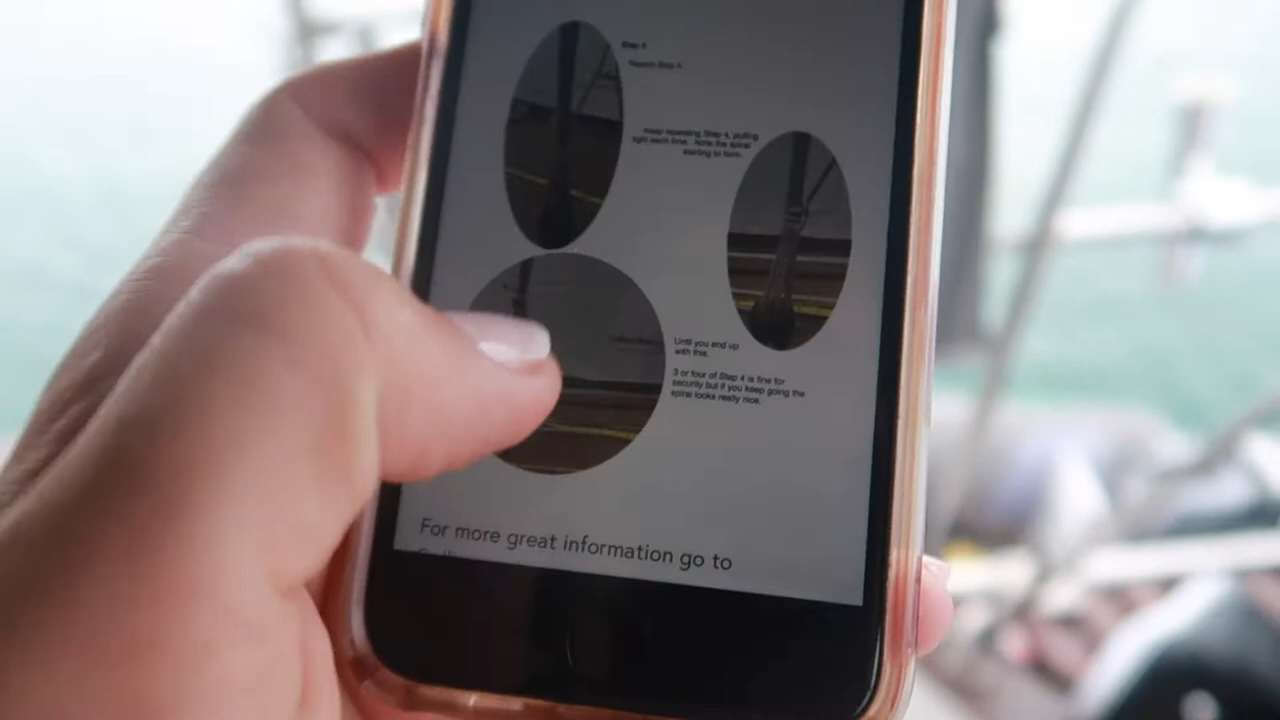 Step 5
Repeat Step 4.
Keep repeating Step 4, pulling
tight each time. Note the spiral
starting to form.
Until you end up
with this.
3 or four of Step 4 is fine for
security but if you keep going the
spiral looks really nice.
For more great information go to